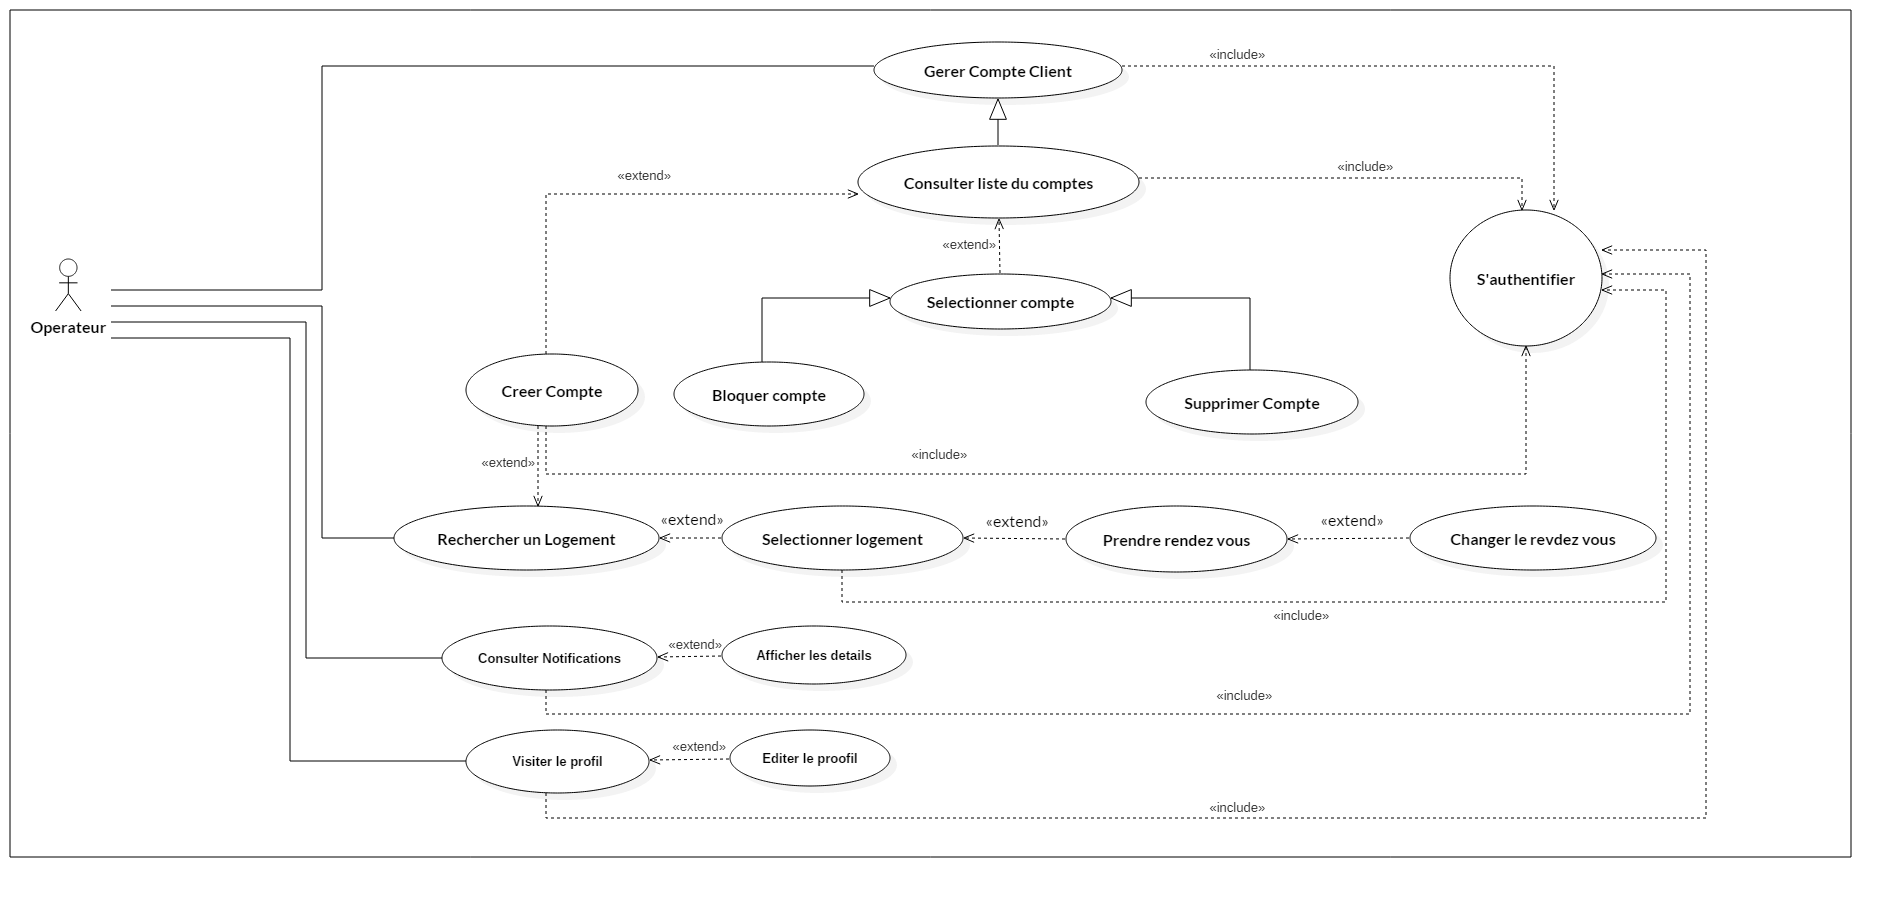 «include»
Gerer Compte Client
«include»
«extend»
Consulter liste du comptes
«extend»
S'authentifier
Selectionner compte
Operateur
Creer Compte
Bloquer compte
Supprimer Compte
«include»
«extend»
«extend»
«extend»
«extend»
Rechercher un Logement
Selectionner logement
Prendre rendez vous
Changer le revdez vous
«include»
«extend»
Consulter Notifications
Afficher les details
«include»
«extend»
Visiter le profil
Editer le proofil
«include»